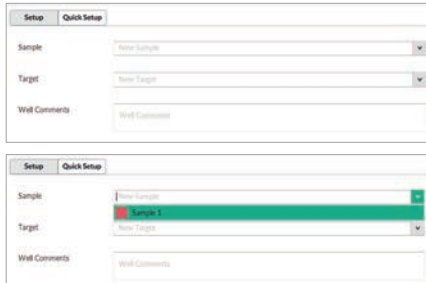 Setup Quick Setup
Sample New Sample
Target New Target
Well Comments Well Comments
Setup Quick Setup
Sample New Sample
Sample 1
Target New Target
Well Comments Well Comments